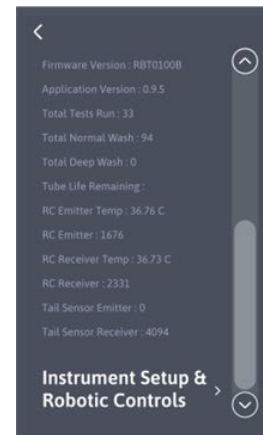 Firmware Version : RBT0100B
Application Version : 0.9.5
Total Tests Run : 33
Total Normal Wash : 94
Total Deep Wash : 0
Tube Life Remaining :
RC Emitter Temp : 36.76 C
RC Emitter : 1676
RC Receiver Temp : 36.73 C
RC Receiver : 2331
Tail Sensor Emitter : 0
Tail Sensor Receiver : 4094
Instrument Setup &
Robotic Controls